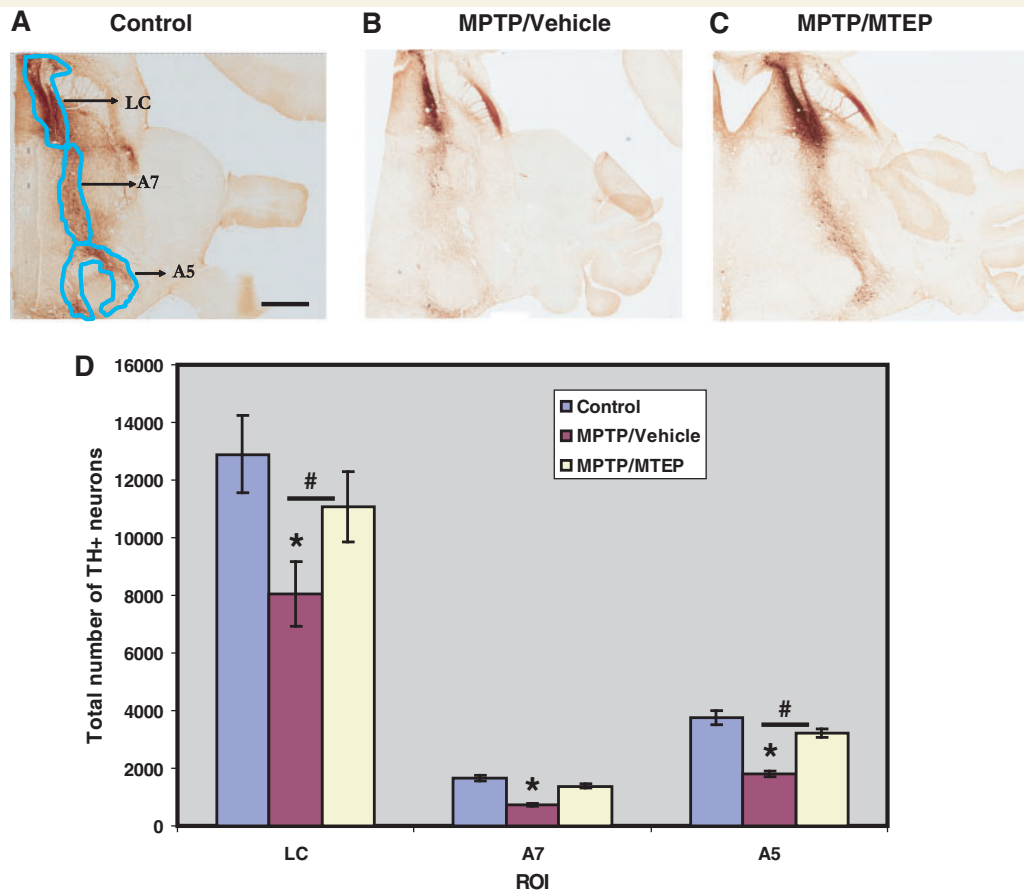 A Control
B MPTP/Vehicle
C MPTP/MTEP
LC
A7
A5
D
16000
14000
12000
10000
8000
6000
4000
2000
0
Total number of TH+ neurons
Control
MPTP/Vehicle
MPTP/MTEP
#
*
*
#
*
LC
A7
A5
ROI